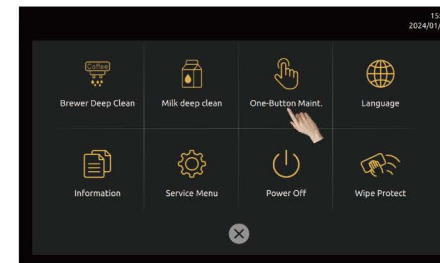 15:
2024/01/
Coffee
Brewer Deep Clean
Milk deep clean
One-Button Maint.
Language
Information
Service Menu
Power Off
Wipe Protect